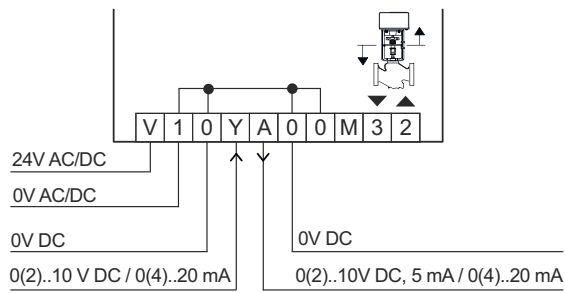 V 1 0 Y A 0 0 M 3 2
24V AC/DC
0V AC/DC
0V DC
0V DC
0(2)..10 V DC / 0(4)..20 mA
0(2)..10V DC, 5 mA / 0(4)..20 mA